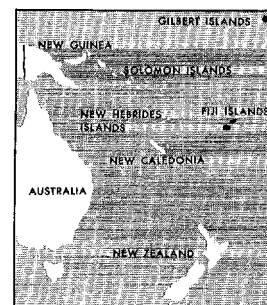 GILBERT ISLANDS
NEW GUINEA
SOLOMON ISLANDS
NEW HEBRIDES
ISLANDS
FIJI ISLANDS
NEW CALEDONIA
AUSTRALIA
NEW ZEALAND